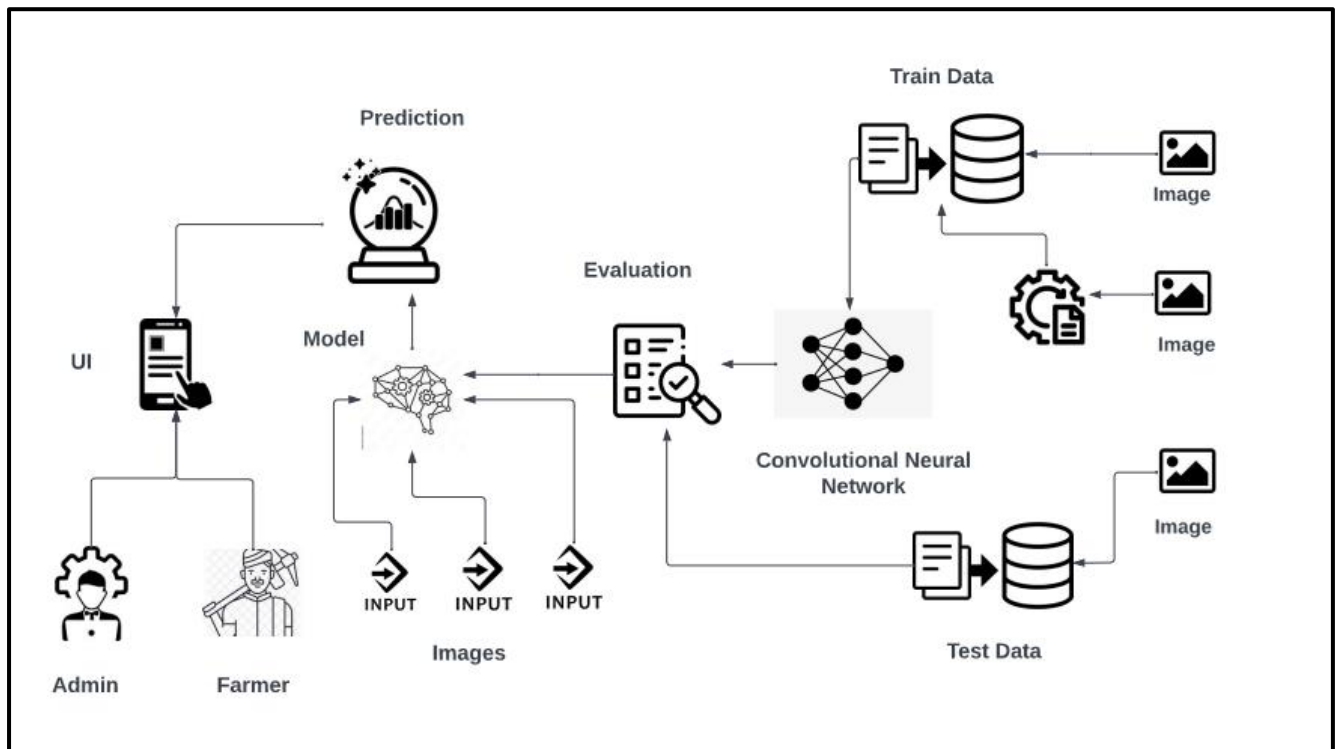 Train Data
Prediction
Image
Evaluation
Model
Image
UI
Convolutional Neural
Network
Image
INPUT
INPUT
INPUT
Images
Test Data
Admin
Farmer